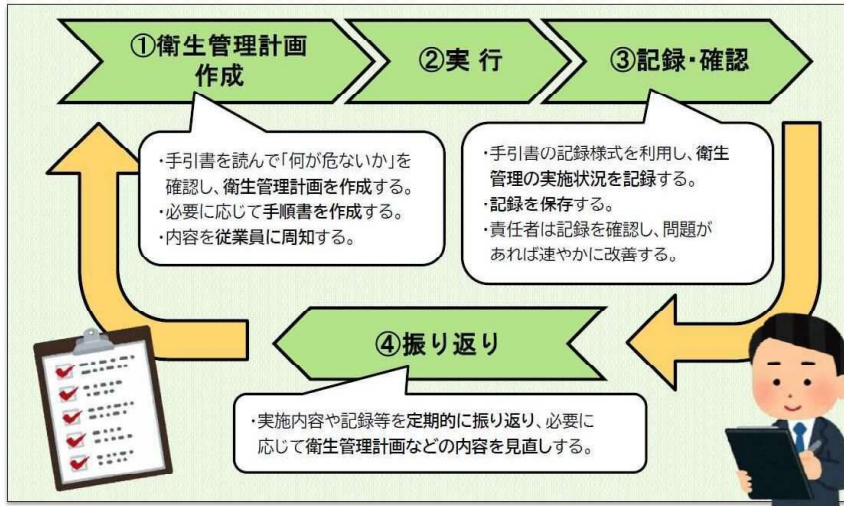 ①衛生管理計画
作成
②実 行
③記録・確認
・手引書を読んで「何が危ないか」を
確認し、衛生管理計画を作成する。
・必要に応じて手順書を作成する。
・内容を従業員に周知する。
・手引書の記録様式を利用し、衛生
管理の実施状況を記録する。
・記録を保存する。
・責任者は記録を確認し、問題が
あれば速やかに改善する。
④振り返り
・実施内容や記録等を定期的に振り返り、必要に
応じて衛生管理計画などの内容を見直しする。